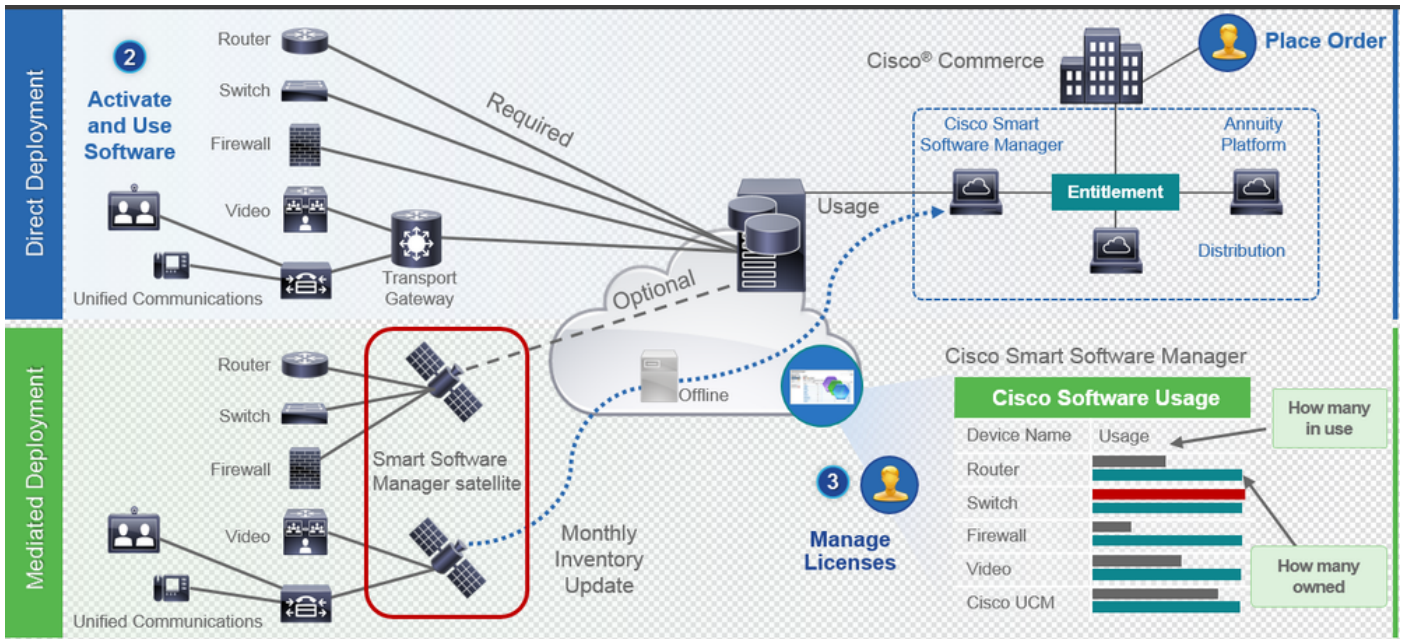 Direct Deployment
2
Activate
and Use
Software
Router
Switch
Firewall
Video
Unified Communications
Transport
Gateway
Required
Optional
Usage
Cisco® Commerce
Place Order
Cisco Smart
Software Manager
Annuity
Platform
Entitlement
Distribution
Mediated Deployment
Router
Switch
Firewall
Video
Unified Communications
Smart Software
Manager satellite
Offline
Monthly
Inventory
Update
3
Manage
Licenses
Cisco Smart Software Manager
Cisco Software Usage
Device Name Usage
Router
Switch
Firewall
Video
Cisco UCM
How many
in use
How many
owned